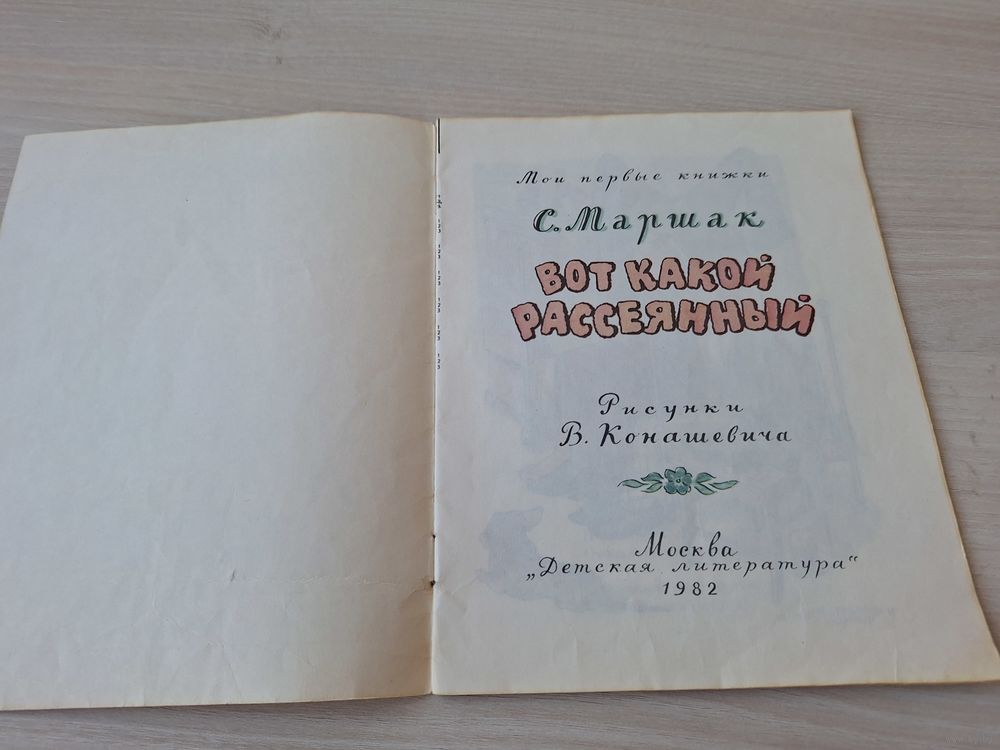 Мои первые книжки
С. Маршак
ВОТ КАКОЙ
РАССЕЯННЫЙ
Рисунки
В. Конашевича
Москва
„Детская литература“
1982